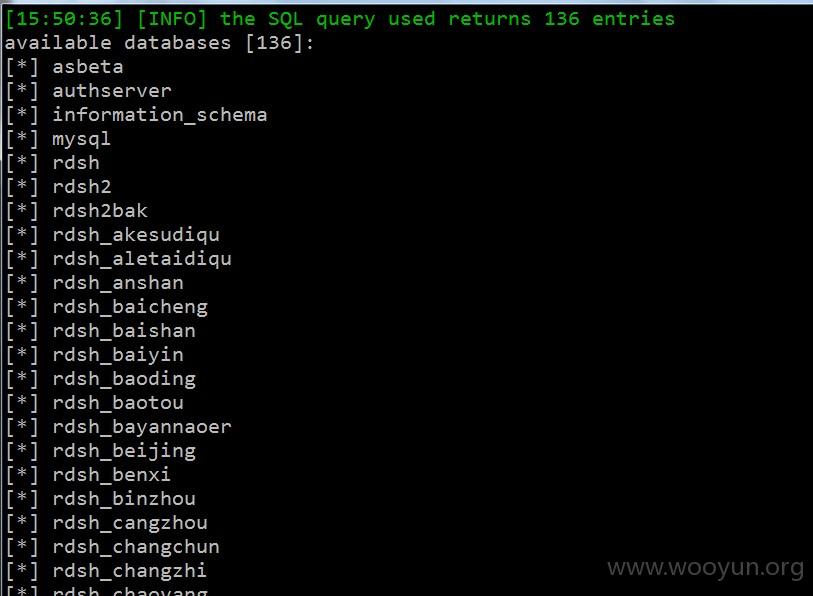 [15:50:36] [INFO] the SQL query used returns 136 entries
available databases [136]:
[*] asbeta
[*] authserver
[*] information_schema
[*] mysql
[*] rdsh
[*] rdsh2
[*] rdsh2bak
[*] rdsh_akesudiqu
[*] rdsh_aletaidiqu
[*] rdsh_anshan
[*] rdsh_baicheng
[*] rdsh_baishan
[*] rdsh_baiyin
[*] rdsh_baoding
[*] rdsh_baotou
[*] rdsh_bayannaoer
[*] rdsh_beijing
[*] rdsh_benxi
[*] rdsh_binzhou
[*] rdsh_cangzhou
[*] rdsh_changchun
[*] rdsh_changzhi
[*] rdsh_chaoyang
www.wooyun.org